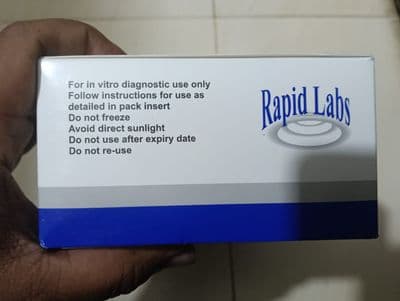 For in vitro diagnostic use only
Follow instructions for use as
detailed in pack insert
Do not freeze
Avoid direct sunlight
Do not use after expiry date
Do not re-use
Rapid Labs